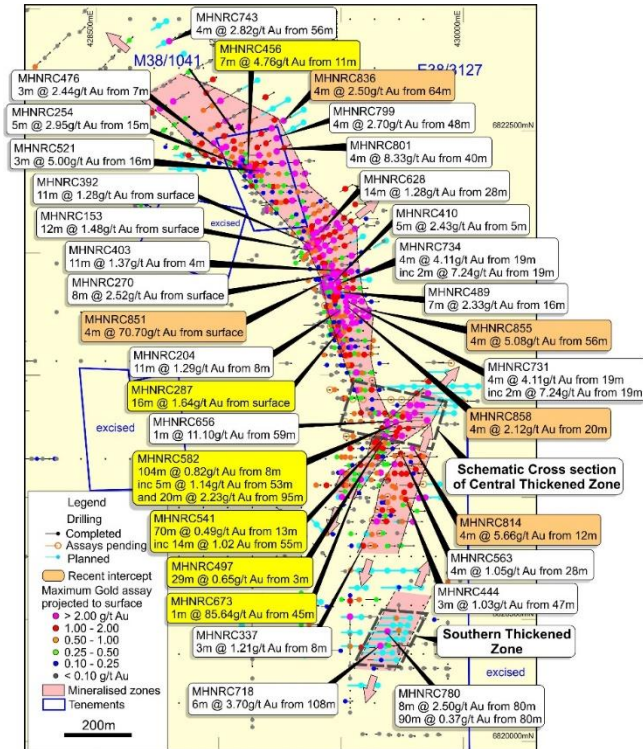 428500mE
430000mE
MHNRC743
4m @ 2.82g/t Au from 56m
M38/1041
MHNRC456
7m @ 4.76g/t Au from 11m
E38/3127
MHNRC836
4m @ 2.50g/t Au from 64m
MHNRC476
3m @ 2.44g/t Au from 7m
MHNRC799
4m @ 2.70g/t Au from 48m
MHNRC254
5m @ 2.95g/t Au from 15m
6822500mN
MHNRC801
4m @ 8.33g/t Au from 40m
MHNRC521
3m @ 5.00g/t Au from 16m
MHNRC628
14m @ 1.28g/t Au from 28m
MHNRC392
11m @ 1.28g/t Au from surface
MHNRC410
5m @ 2.43g/t Au from 5m
MHNRC153
12m @ 1.48g/t Au from surface
excised
MHNRC734
4m @ 4.11g/t Au from 19m
inc 2m @ 7.24g/t Au from 19m
MHNRC403
11m @ 1.37g/t Au from 4m
MHNRC270
8m @ 2.52g/t Au from surface
MHNRC489
7m @ 2.33g/t Au from 16m
MHNRC851
4m @ 70.70g/t Au from surface
MHNRC855
4m @ 5.08g/t Au from 56m
MHNRC204
11m @ 1.29g/t Au from 8m
MHNRC731
4m @ 4.11g/t Au from 19m
inc 2m @ 7.24g/t Au from 19m
MHNRC287
16m @ 1.64g/t Au from surface
excised
MHNRC656
1m @ 11.10g/t Au from 59m
MHNRC858
4m @ 2.12g/t Au from 20m
MHNRC582
104m @ 0.82g/t Au from 8m
inc 5m @ 1.14g/t Au from 53m
and 20m @ 2.23g/t Au from 95m
Schematic Cross section
of Central Thickened Zone
MHNRC541
70m @ 0.49g/t Au from 13m
inc 14m @ 1.02 Au from 55m
MHNRC814
4m @ 5.66g/t Au from 12m
MHNRC497
29m @ 0.65g/t Au from 3m
MHNRC563
4m @ 1.05g/t Au from 28m
MHNRC673
1m @ 85.64g/t Au from 45m
MHNRC444
3m @ 1.03g/t Au from 47m
MHNRC337
3m @ 1.21g/t Au from 8m
Southern Thickened
Zone
excised
MHNRC718
6m @ 3.70g/t Au from 108m
MHNRC780
8m @ 2.50g/t Au from 80m
90m @ 0.37g/t Au from 80m
6820000mN
Legend
Drilling
Completed
Assays pending
Planned
Recent intercept
Maximum Gold assay
projected to surface
> 2.00 g/t Au
1.00 - 2.00
0.50 - 1.00
0.25 - 0.50
0.10 - 0.25
< 0.10 g/t Au
Mineralised zones
Tenements
200m